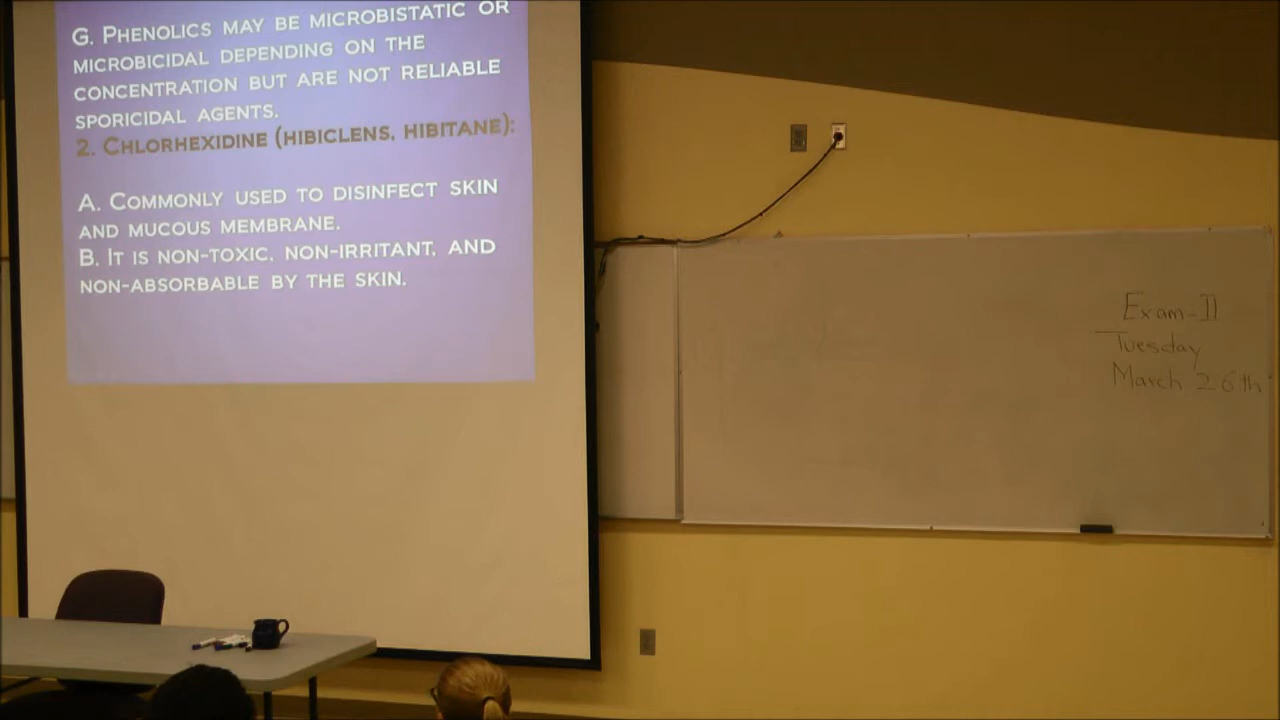 G. PHENOLICS MAY BE MICROBISTATIC OR
MICROBICIDAL DEPENDING ON THE
CONCENTRATION BUT ARE NOT RELIABLE
SPORICIDAL AGENTS.
2. CHLORHEXIDINE (HIBICLENS, HIBITANE):
A. COMMONLY USED TO DISINFECT SKIN
AND MUCOUS MEMBRANE.
B. IT IS NON-TOXIC, NON-IRRITANT, AND
NON-ABSORBABLE BY THE SKIN.
Exam-II
Tuesday
March 26th